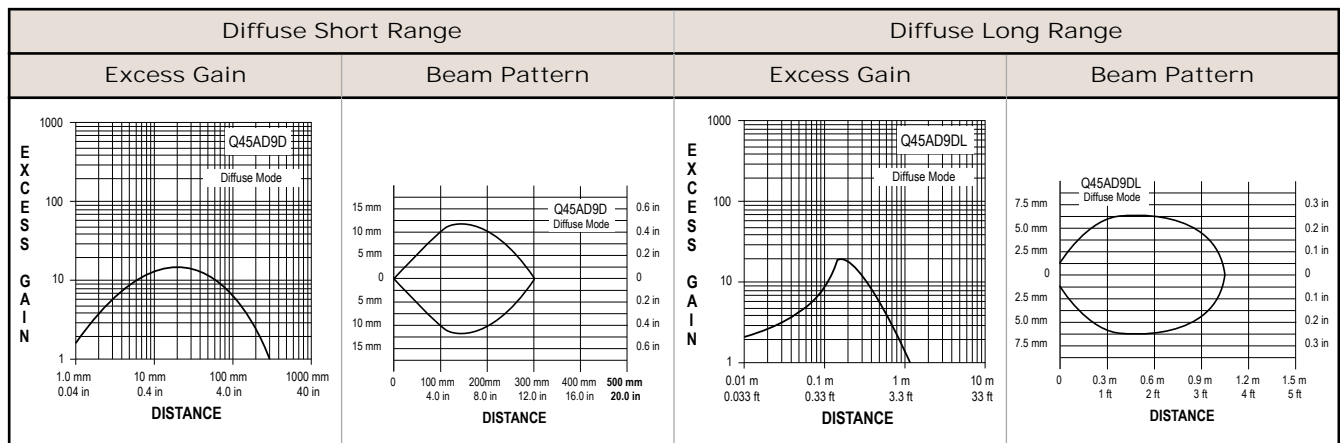 Diffuse Short Range
Diffuse Long Range
Excess Gain
Beam Pattern
Excess Gain
Beam Pattern
1000
100
10
1
EXCESS GAIN
Q45AD9D
Diffuse Mode
1.0 mm 10 mm 100 mm 1000 mm
0.04 in 0.4 in 4.0 in 40 in
DISTANCE
15 mm
10 mm
5 mm
0
5 mm
10 mm
15 mm
Q45AD9D
Diffuse Mode
0.6 in
0.4 in
0.2 in
0
0.2 in
0.4 in
0.6 in
0 100 mm 200mm 300 mm 400 mm 500 mm
4.0 in 8.0 in 12.0 in 16.0 in 20.0 in
DISTANCE
1000
100
10
1
EXCESS GAIN
Q45AD9DL
Diffuse Mode
0.01 m 0.1 m 1 m 10 m
0.033 ft 0.33 ft 3.3 ft 33 ft
DISTANCE
7.5 mm
5.0 mm
2.5 mm
0
2.5 mm
5.0 mm
7.5 mm
Q45AD9DL
Diffuse Mode
0.3 in
0.2 in
0.1 in
0
0.1 in
0.2 in
0.3 in
0 0.3 m 0.6 m 0.9 m 1.2 m 1.5 m
1 ft 2 ft 3 ft 4 ft 5 ft
DISTANCE